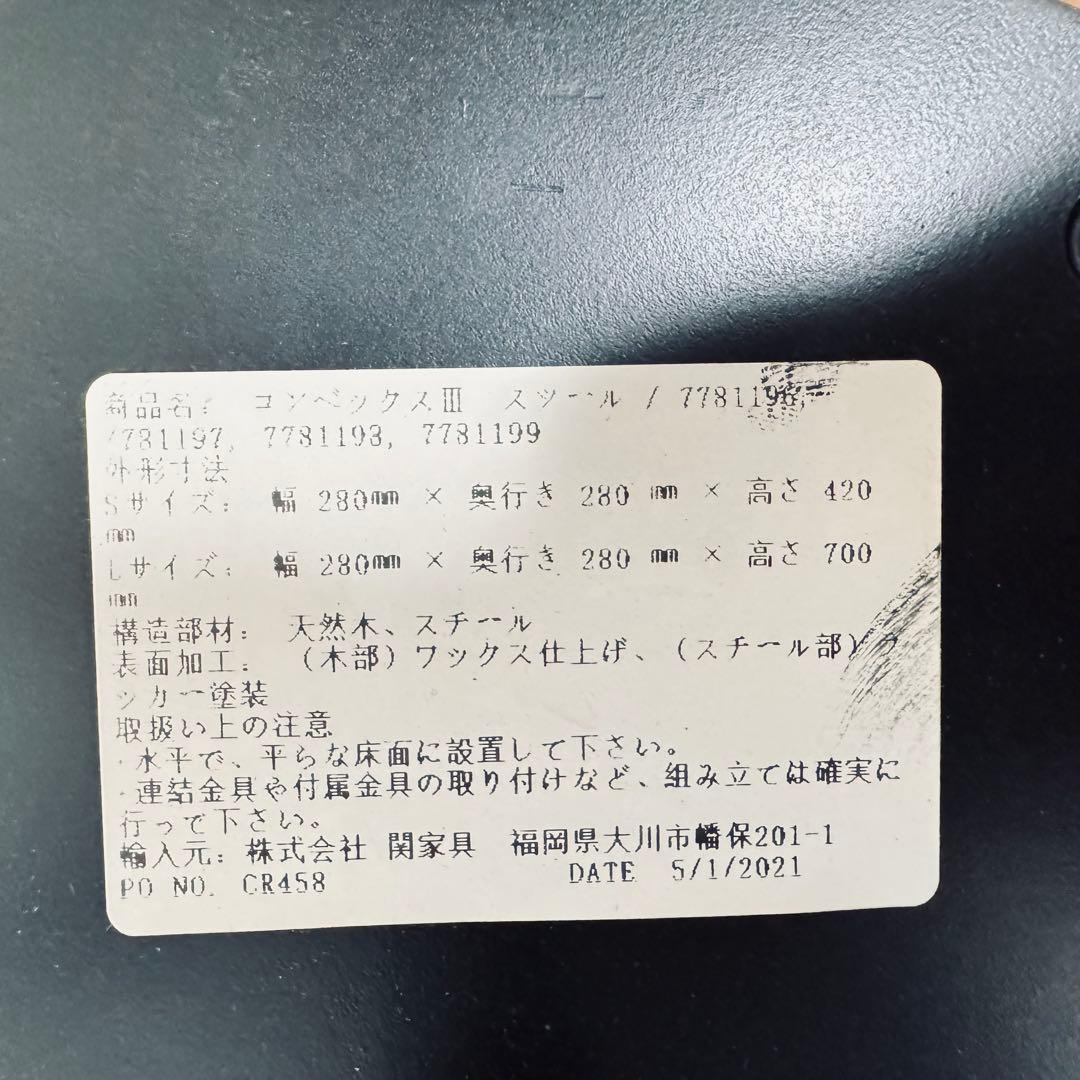 商品名: コンベックスⅢ スツール / 7781196,
7781197, 7781198, 7781199
外形寸法
Sサイズ: 幅 280mm × 奥行き 280 mm × 高さ 420
mm
Lサイズ: 幅 280mm × 奥行き 280 mm × 高さ 700
mm
構造部材: 天然木、スチール
表面加工: (木部) ワックス仕上げ、(スチール部) ラ
ッカー塗装
取扱い上の注意
・水平で、平らな床面に設置して下さい。
・連結金具や付属金具の取り付けなど、組み立ては確実に
行って下さい。
輸入元: 株式会社 関家具 福岡県大川市幡保201-1
PO NO. CR458 DATE 5/1/2021